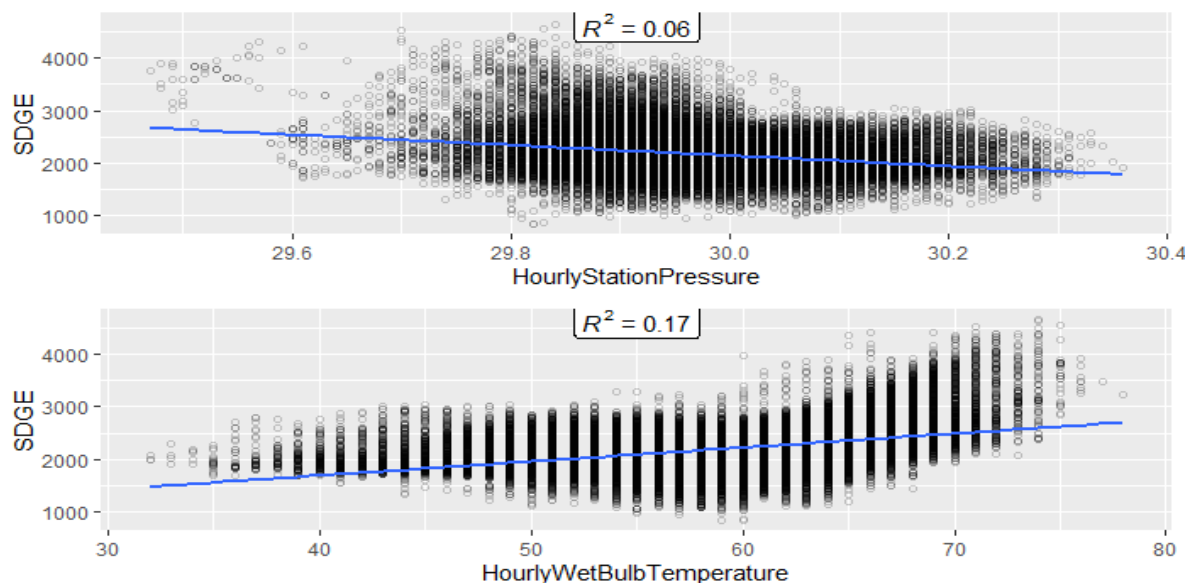 R² = 0.06
4000
3000
2000
1000
SDGE
29.6 29.8 30.0 30.2 30.4
HourlyStationPressure
R² = 0.17
4000
3000
2000
1000
SDGE
30 40 50 60 70 80
HourlyWetBulbTemperature